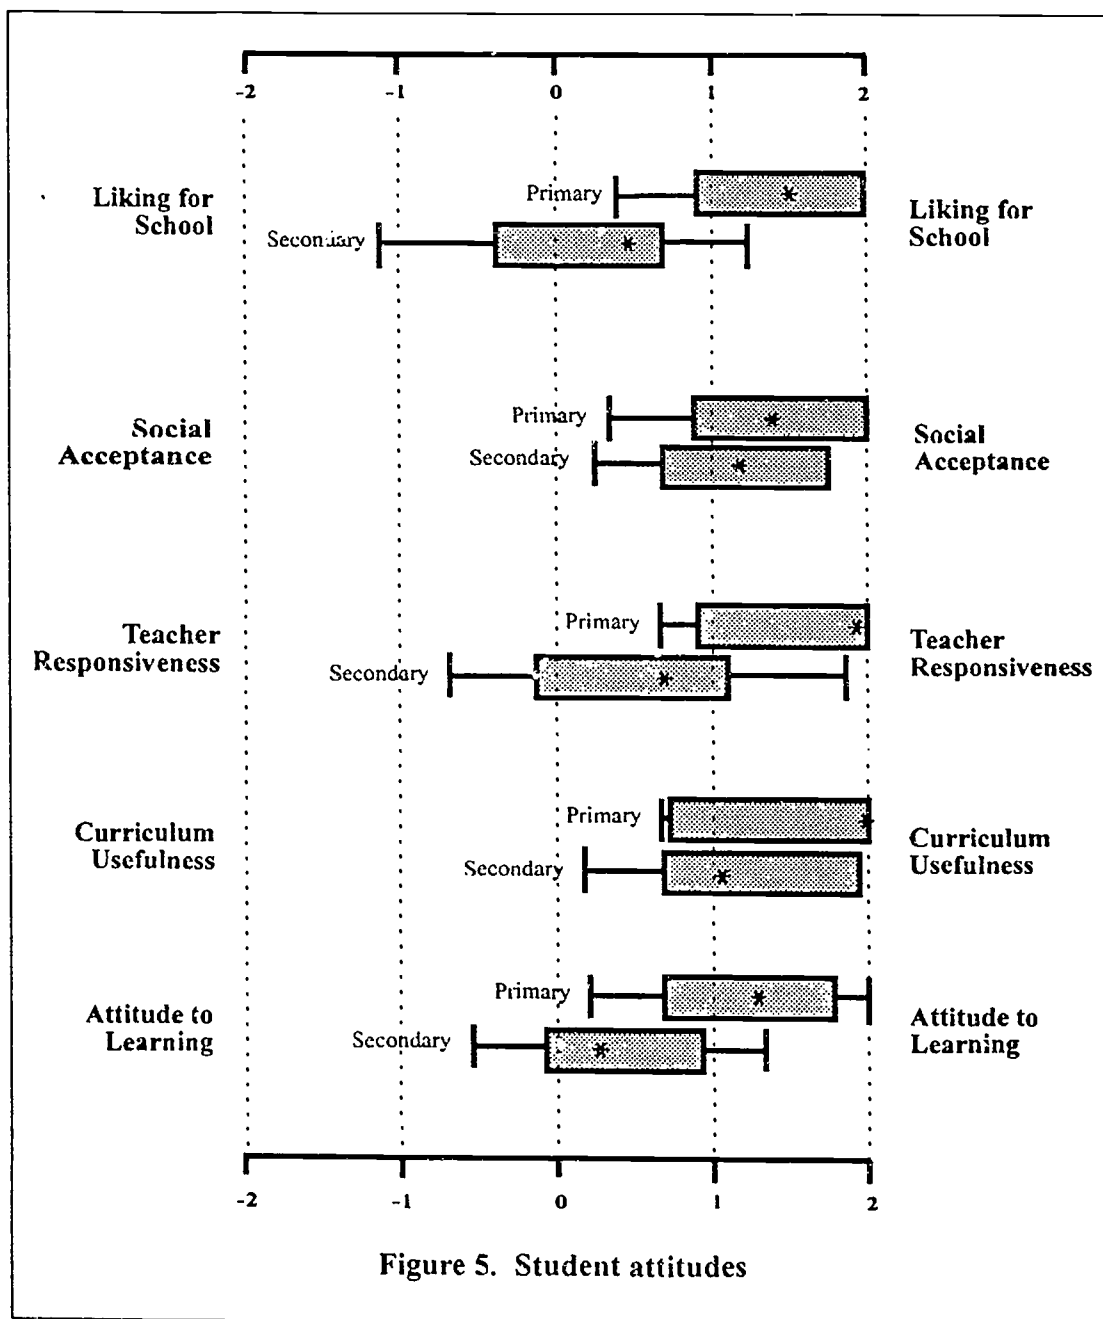 -2 -1 0 1 2
Primary
Liking for
School
Secondary
Liking for
School
Primary
Social
Acceptance
Secondary
Social
Acceptance
Primary
Teacher
Responsiveness
Secondary
Teacher
Responsiveness
Primary
Curriculum
Usefulness
Secondary
Curriculum
Usefulness
Primary
Attitude to
Learning
Secondary
Attitude to
Learning
-2 -1 0 1 2
Figure 5. Student attitudes